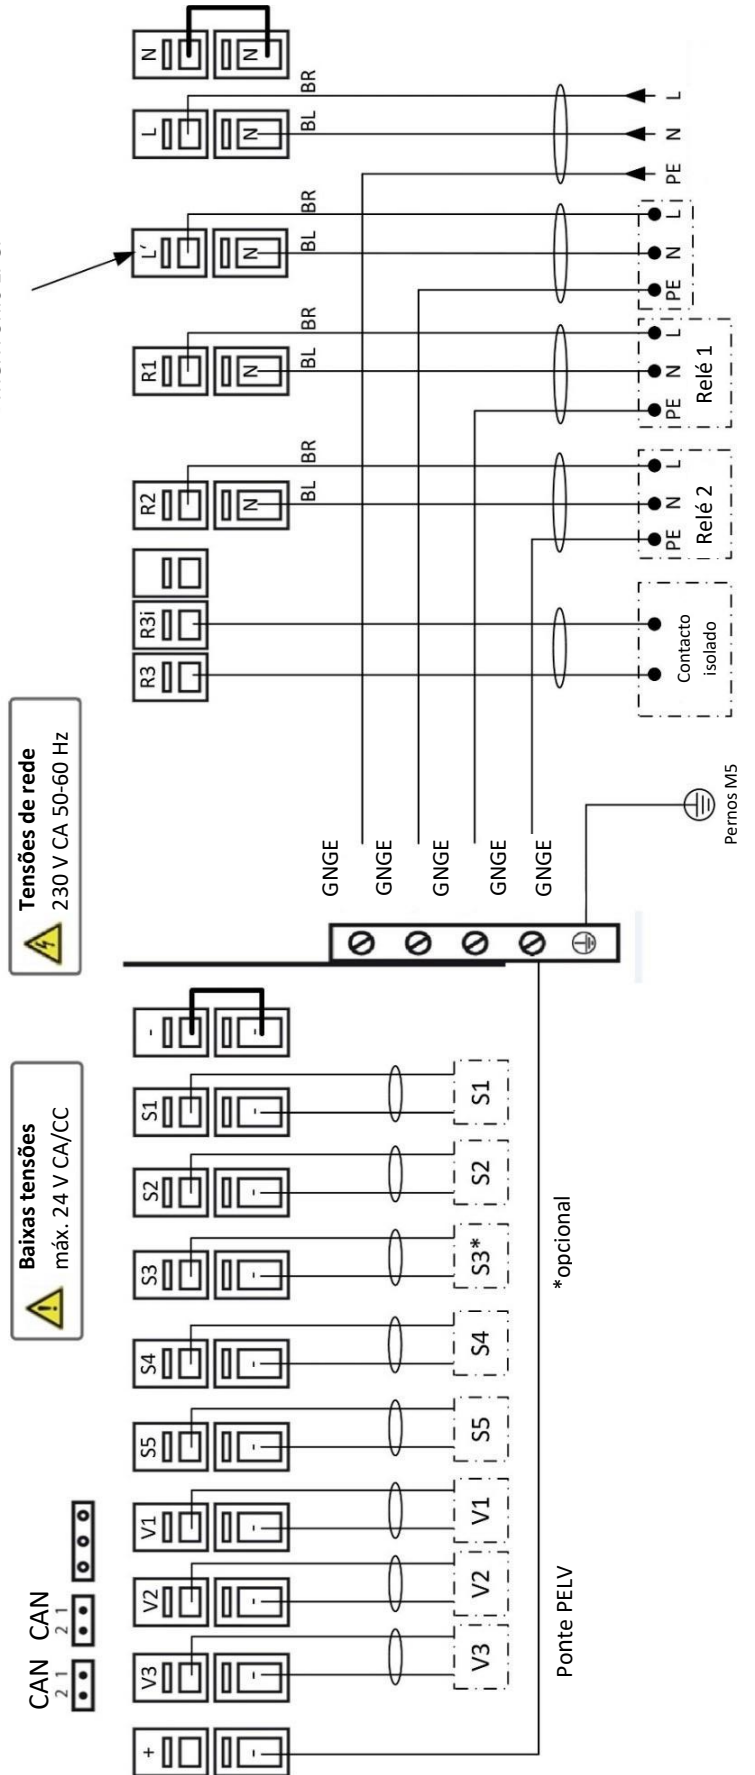 Baixas tensões
máx. 24 V CA/CC
Tensões de rede
230 V CA 50-60 Hz
CAN CAN
2 1 2 1
+ V3 V2 V1 S5 S4 S3 S2 S1 - R3 R3i R2 R1 L' L N
- - - - - - - - - - N N N N N
BL BR BL BR BL BR BL BR
GNGE
GNGE
GNGE
GNGE
GNGE
V3 V2 V1 S5 S4 S3* S2 S1
Ponte PELV
*opcional
Contacto
isolado
PE N L
Relé 2
PE N L
Relé 1
PE N L
PE N L
Pernos M5